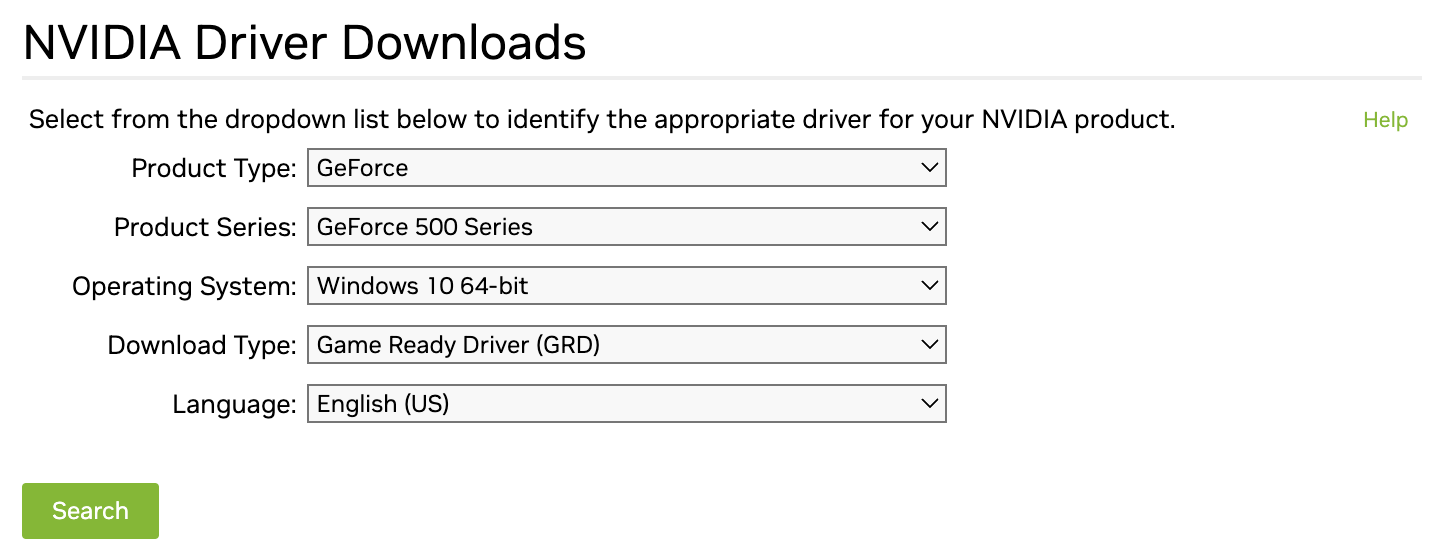 NVIDIA Driver Downloads
Select from the dropdown list below to identify the appropriate driver for your NVIDIA product. Help
Product Type: GeForce
Product Series: GeForce 500 Series
Operating System: Windows 10 64-bit
Download Type: Game Ready Driver (GRD)
Language: English (US)
Search